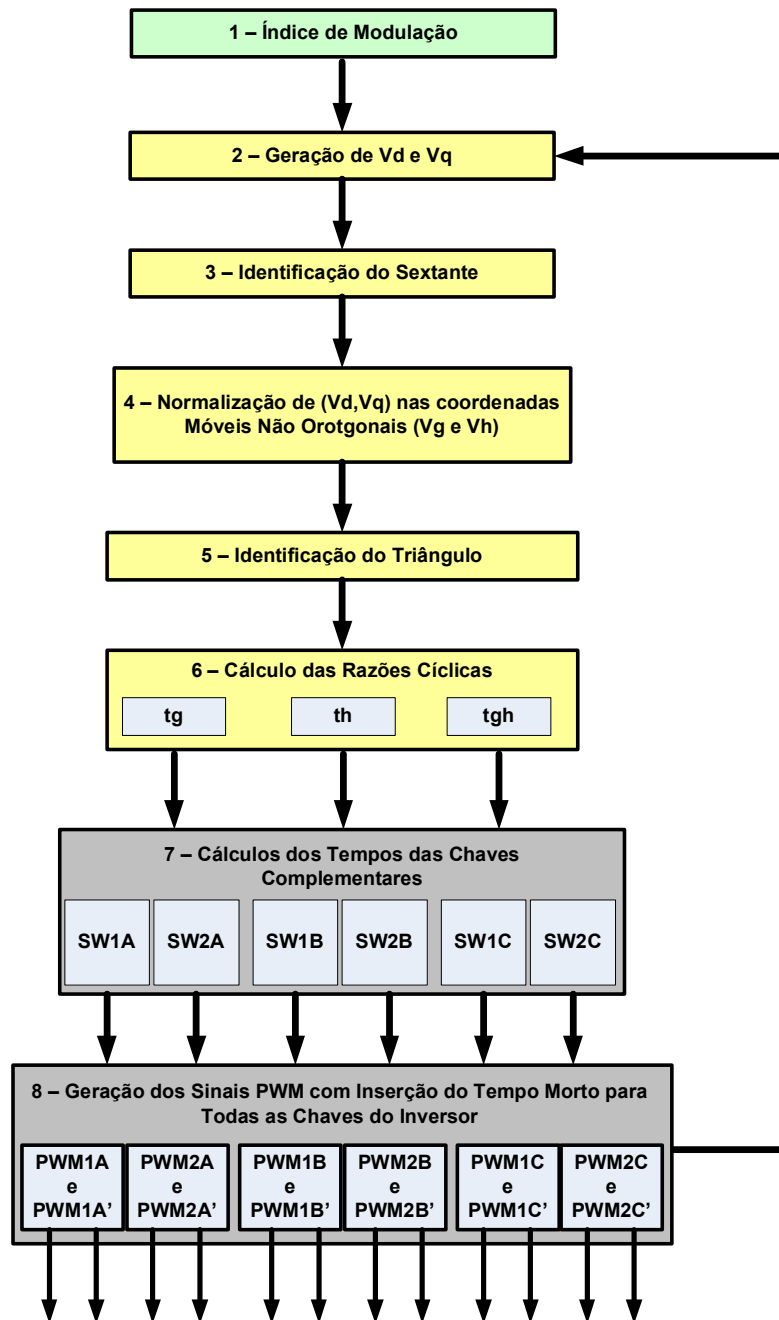 1 – Índice de Modulação
2 – Geração de Vd e Vq
3 – Identificação do Sextante
4 – Normalização de (Vd,Vq) nas coordenadas
Móveis Não Orotgonais (Vg e Vh)
5 – Identificação do Triângulo
6 – Cálculo das Razões Cíclicas
tg
th
tgh
7 – Cálculos dos Tempos das Chaves
Complementares
SW1A
SW2A
SW1B
SW2B
SW1C
SW2C
8 – Geração dos Sinais PWM com Inserção do Tempo Morto para
Todas as Chaves do Inversor
PWM1A
e
PWM1A’
PWM2A
e
PWM2A’
PWM1B
e
PWM1B’
PWM2B
e
PWM2B’
PWM1C
e
PWM1C’
PWM2C
e
PWM2C’